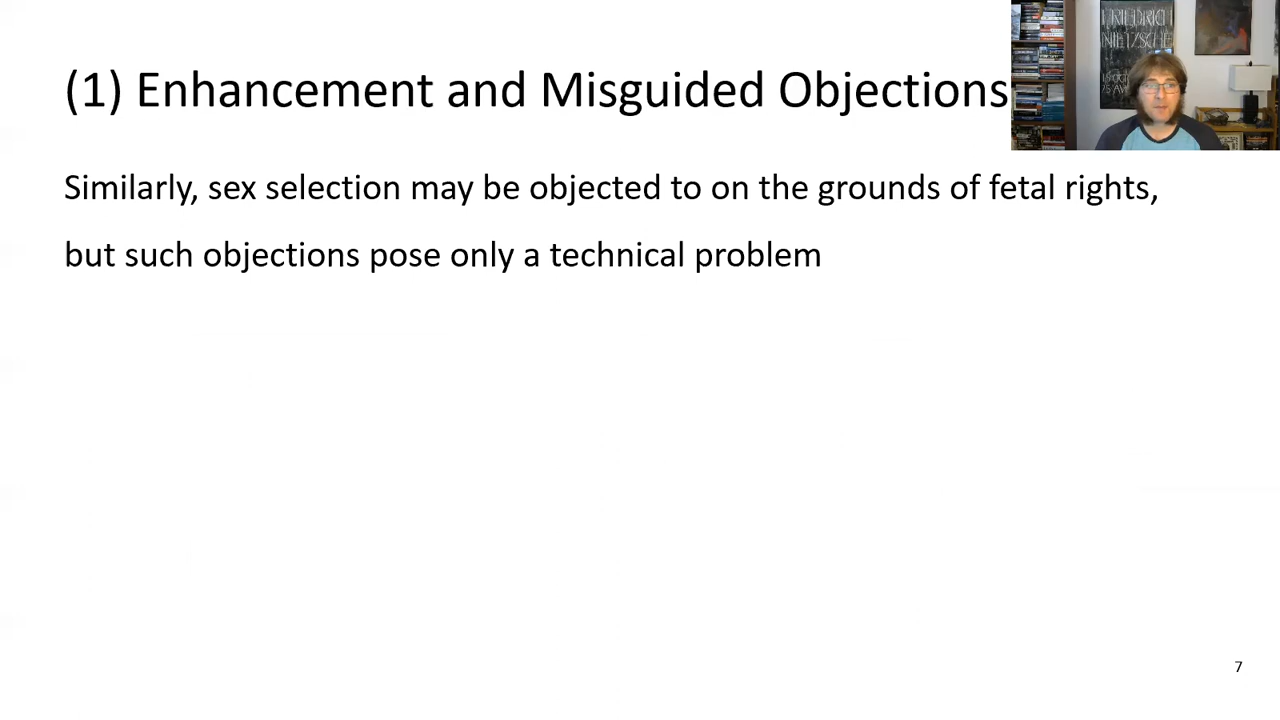 (1) Enhancement and Misguided Objections
FRIEDRICH
NIETZSCHE
Similarly, sex selection may be objected to on the grounds of fetal rights,
but such objections pose only a technical problem
7